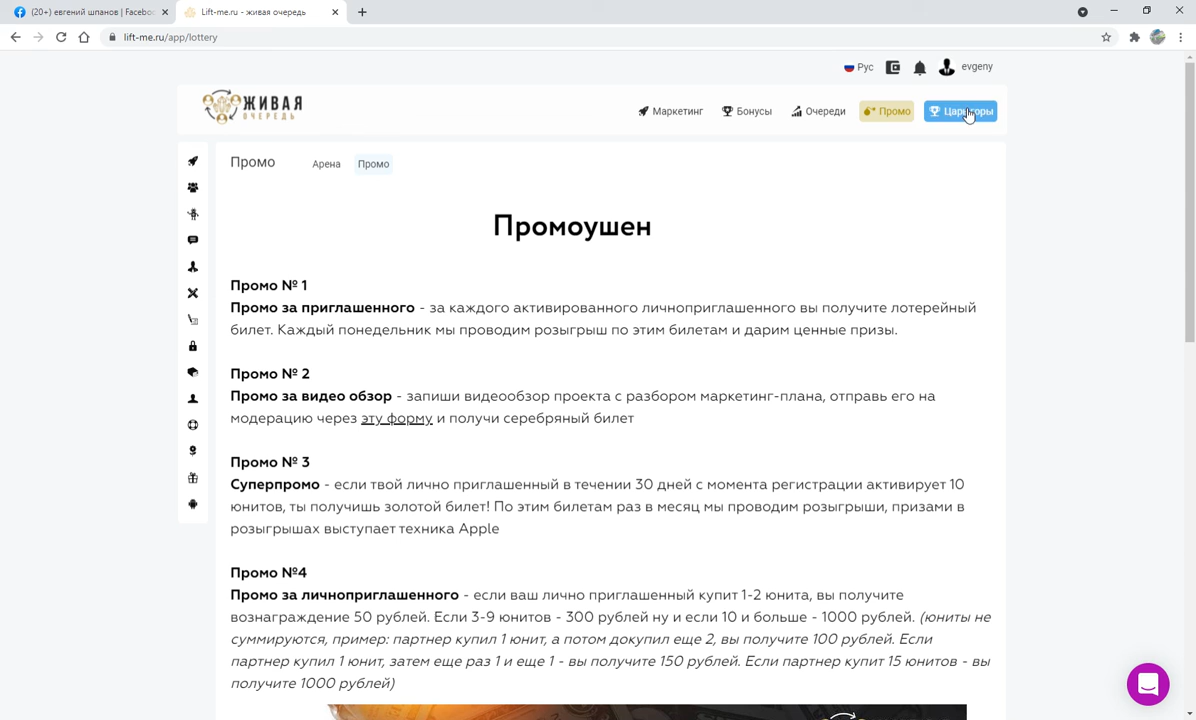 (20+) евгений шпанов | Faceboo
Lift-me.ru - живая очередь
lift-me.ru/app/lottery
Рус
evgeny
ЖИВАЯ
ОЧЕРЕДЬ
Маркетинг
Бонусы
Очереди
Промо
Царь горы
Промо
Арена
Промо
Промоушен
Промо № 1
Промо за приглашенного - за каждого активированного личноприглашенного вы получите лотерейный
билет. Каждый понедельник мы проводим розыгрыш по этим билетам и дарим ценные призы.
Промо № 2
Промо за видео обзор - запиши видеообзор проекта с разбором маркетинг-плана, отправь его на
модерацию через эту форму и получи серебряный билет
Промо № 3
Суперпромо - если твой лично приглашенный в течении 30 дней с момента регистрации активирует 10
юнитов, ты получишь золотой билет! По этим билетам раз в месяц мы проводим розыгрыши, призами в
розыгрышах выступает техника Apple
Промо №4
Промо за личноприглашенного - если ваш лично приглашенный купит 1-2 юнита, вы получите
вознаграждение 50 рублей. Если 3-9 юнитов - 300 рублей ну и если 10 и больше - 1000 рублей. (юниты не
суммируются, пример: партнер купил 1 юнит, а потом докупил еще 2, вы получите 100 рублей. Если
партнер купил 1 юнит, затем еще раз 1 и еще 1 - вы получите 150 рублей. Если партнер купит 15 юнитов - вы
получите 1000 рублей)